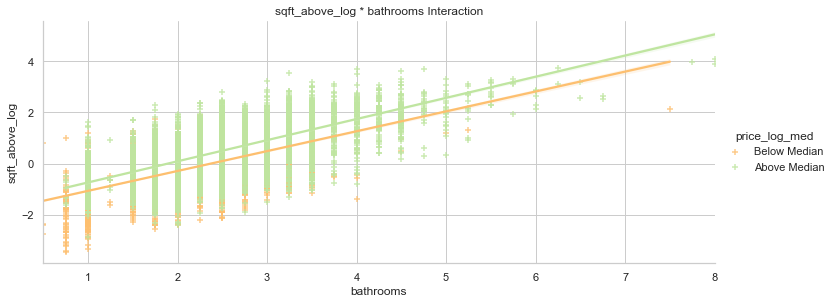 sqft_above_log * bathrooms Interaction
sqft_above_log
4
2
0
−2
1
2
3
4
5
6
7
8
bathrooms
price_log_med
Below Median
Above Median